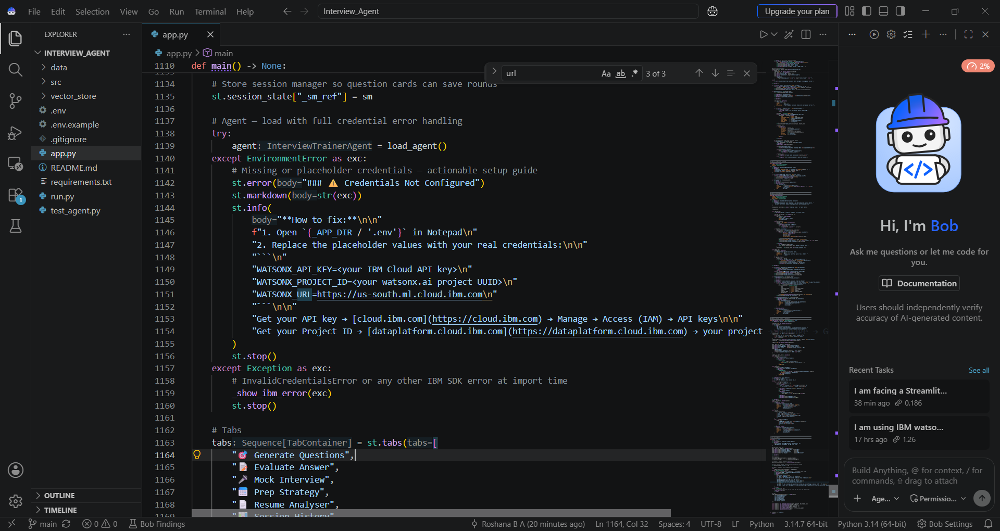 File Edit Selection View Go Run Terminal Help
Interview_Agent
Upgrade your plan
EXPLORER
INTERVIEW_AGENT
data
src
vector_store
.env
.env.example
.gitignore
app.py
README.md
requirements.txt
run.py
test_agent.py
OUTLINE
TIMELINE
1
app.py
app.py > main
url
Aa ab .* 3 of 3
1110 def main() -> None:
1134 # Store session manager so question cards can save rounds
1135 st.session_state["_sm_ref"] = sm
1136
1137 # Agent — load with full credential error handling
1138 try:
1139 agent: InterviewTrainerAgent = load_agent()
1140 except EnvironmentError as exc:
1141 # Missing or placeholder credentials — actionable setup guide
1142 st.error(body="### ⚠️ Credentials Not Configured")
1143 st.markdown(body=str(exc))
1144 st.info(
1145 body="**How to fix:**\n\n"
1146 f"1. Open `{_APP_DIR / '.env'}` in Notepad\n"
1147 "2. Replace the placeholder values with your real credentials:\n\n"
1148 "```\n"
1149 "WATSONX_API_KEY=<your IBM Cloud API key>\n"
1150 "WATSONX_PROJECT_ID=<your watsonx.ai project UUID>\n"
1151 "WATSONX_URL=https://us-south.ml.cloud.ibm.com\n"
1152 "```\n\n"
1153 "Get your API key → [cloud.ibm.com](https://cloud.ibm.com) → Manage → Access (IAM) → API keys\n\n"
1154 "Get your Project ID → [dataplatform.cloud.ibm.com](https://dataplatform.cloud.ibm.com) → your project
1155 )
1156 st.stop()
1157 except Exception as exc:
1158 # InvalidCredentialsError or any other IBM SDK error at import time
1159 _show_ibm_error(exc)
1160 st.stop()
1161
1162 # Tabs
1163 tabs: Sequence[TabContainer] = st.tabs(tabs=[
1164 "🎯 Generate Questions",
1165 "📝 Evaluate Answer",
1166 "🎤 Mock Interview",
1167 "📅 Prep Strategy",
1168 "📄 Resume Analyser",
1169 "📊 Session History"
2%
</>
Hi, I'm Bob
Ask me questions or let me code for
you.
Documentation
Users should independently verify
accuracy of AI-generated content.
Recent Tasks See all
I am facing a Streamlit...
38 min ago 0.186
I am using IBM watso...
17 hrs ago 1.26
Build Anything, @ for context, / for
commands, ⇧ drag to attach
Age... Permissio...
main 0 0 Bob Findings Roshana B A (20 minutes ago) Ln 1164, Col 32 Spaces: 4 UTF-8 LF Python 3.14.7 64-bit Python 3.14 (64-bit) Bob Settings